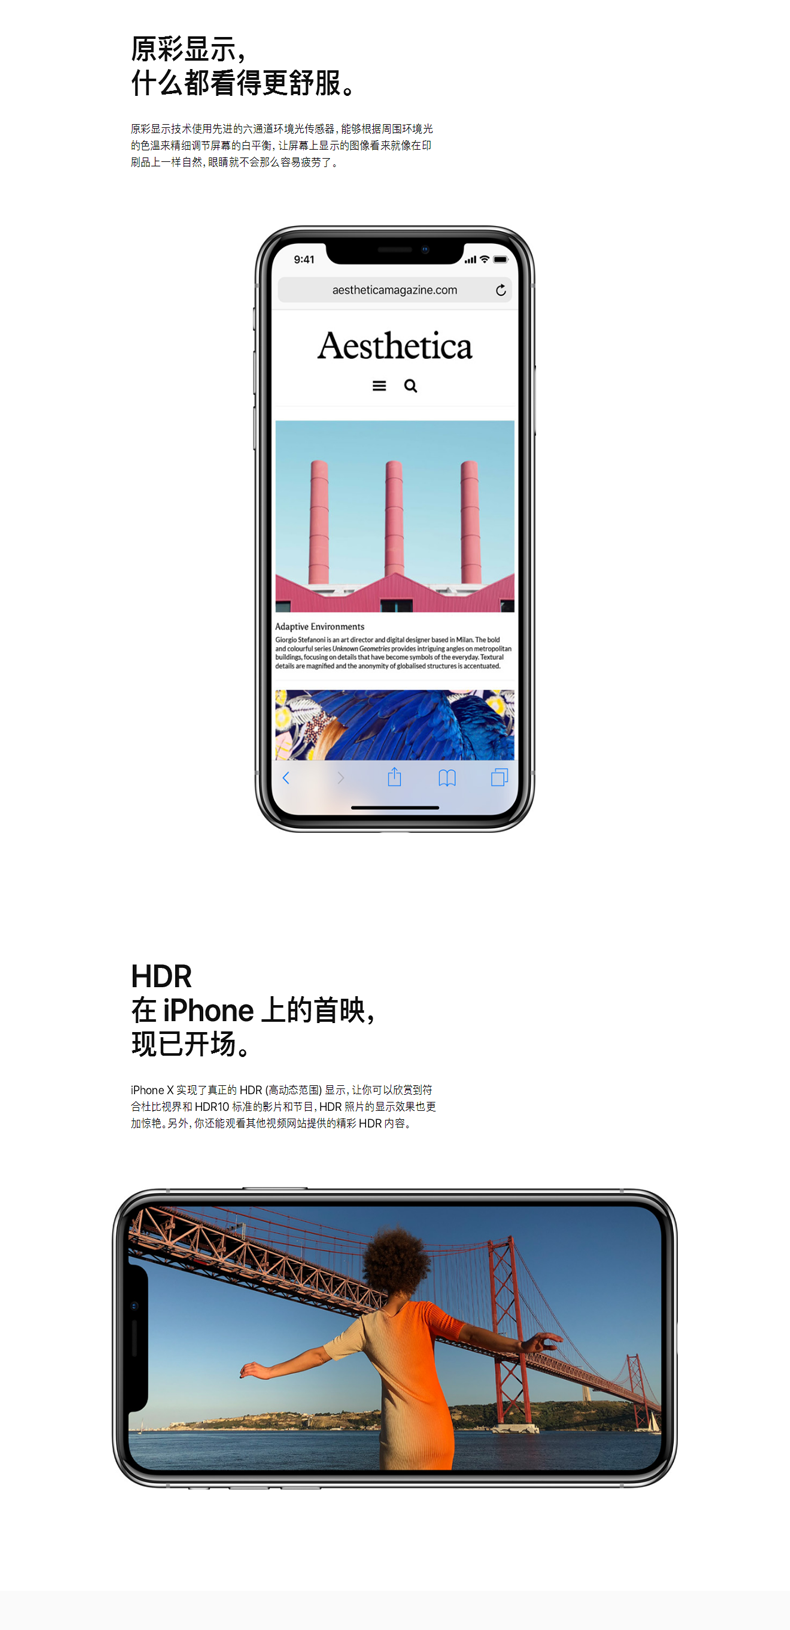 原彩显示，
什么都看得更舒服。
原彩显示技术使用先进的六通道环境光传感器，能够根据周围环境光
的色温来精细调节屏幕的白平衡，让屏幕上显示的图像看来就像在印
刷品上一样自然，眼睛就不会那么容易疲劳了。
9:41
aestheticamagazine.com
Aesthetica
Adaptive Environments
Giorgio Stefanoni is an art director and digital designer based in Milan. The bold
and colourful series Unknown Geometries provides intriguing angles on metropolitan
buildings, focusing on details that have become symbols of the everyday. Textural
details are magnified and the anonymity of globalised structures is accentuated.
HDR
在 iPhone 上的首映，
现已开场。
iPhone X 实现了真正的 HDR (高动态范围) 显示，让你可以欣赏到符
合杜比视界和 HDR10 标准的影片和节目，HDR 照片的显示效果也更
加惊艳。另外，你还能观看其他视频网站提供的精彩 HDR 内容。